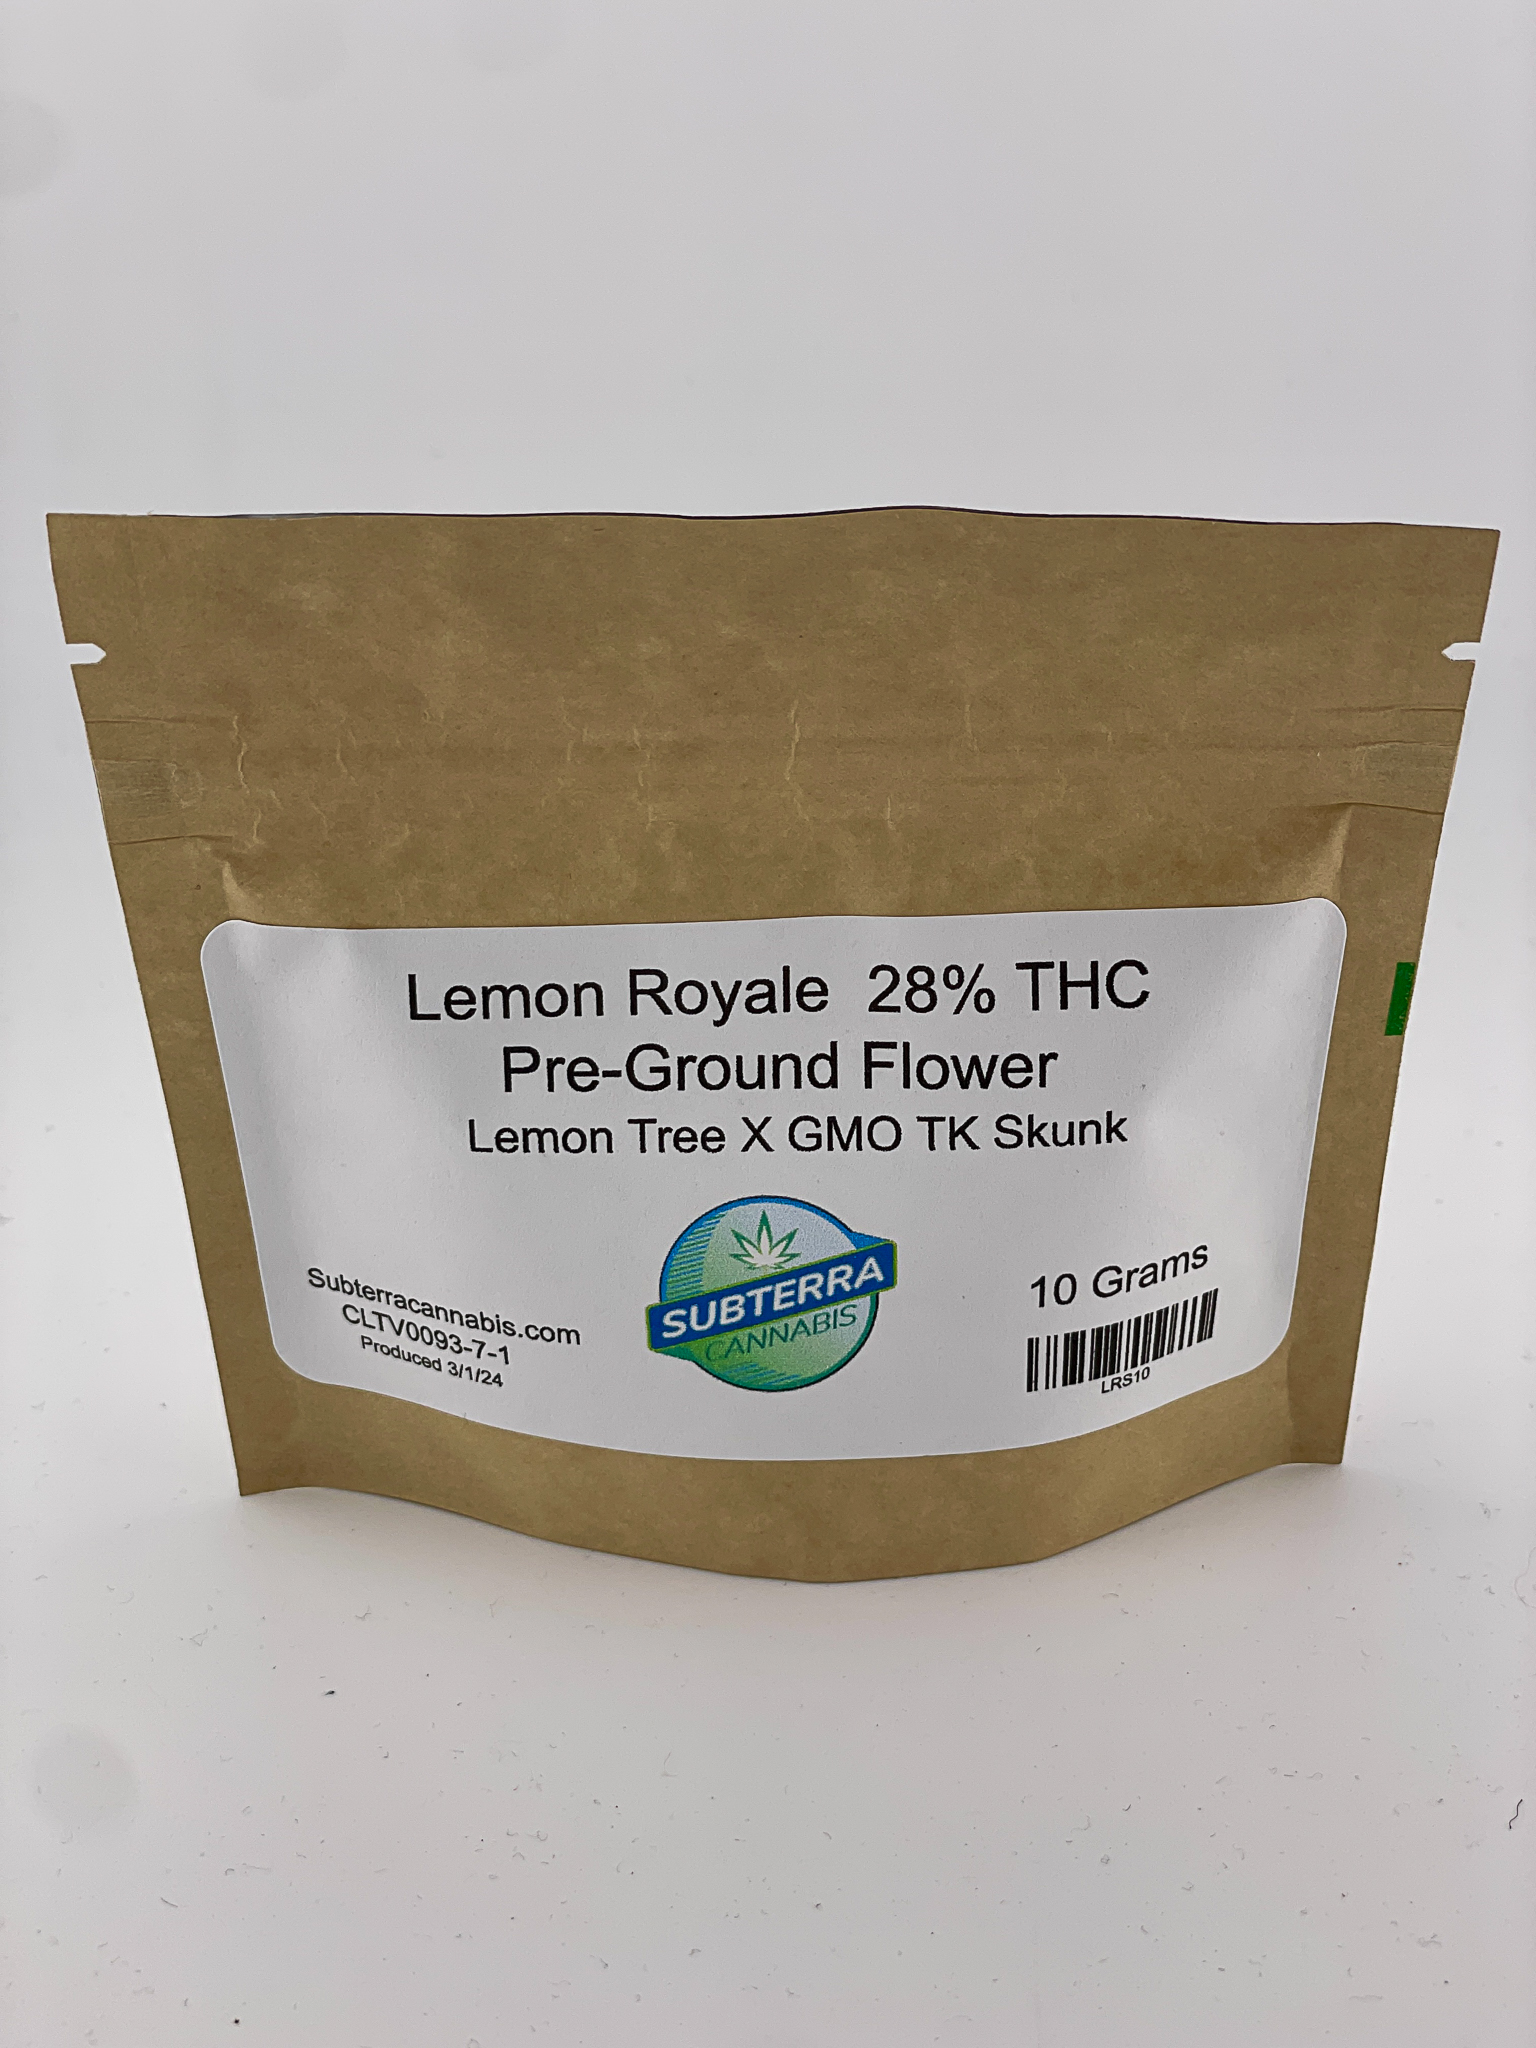 Lemon Royale 28% THC
Pre-Ground Flower
Lemon Tree X GMO TK Skunk
Subterracannabis.com
CLTV0093-7-1
Produced 3/1/24
SUBTERRA
CANNABIS
10 Grams
LRS10